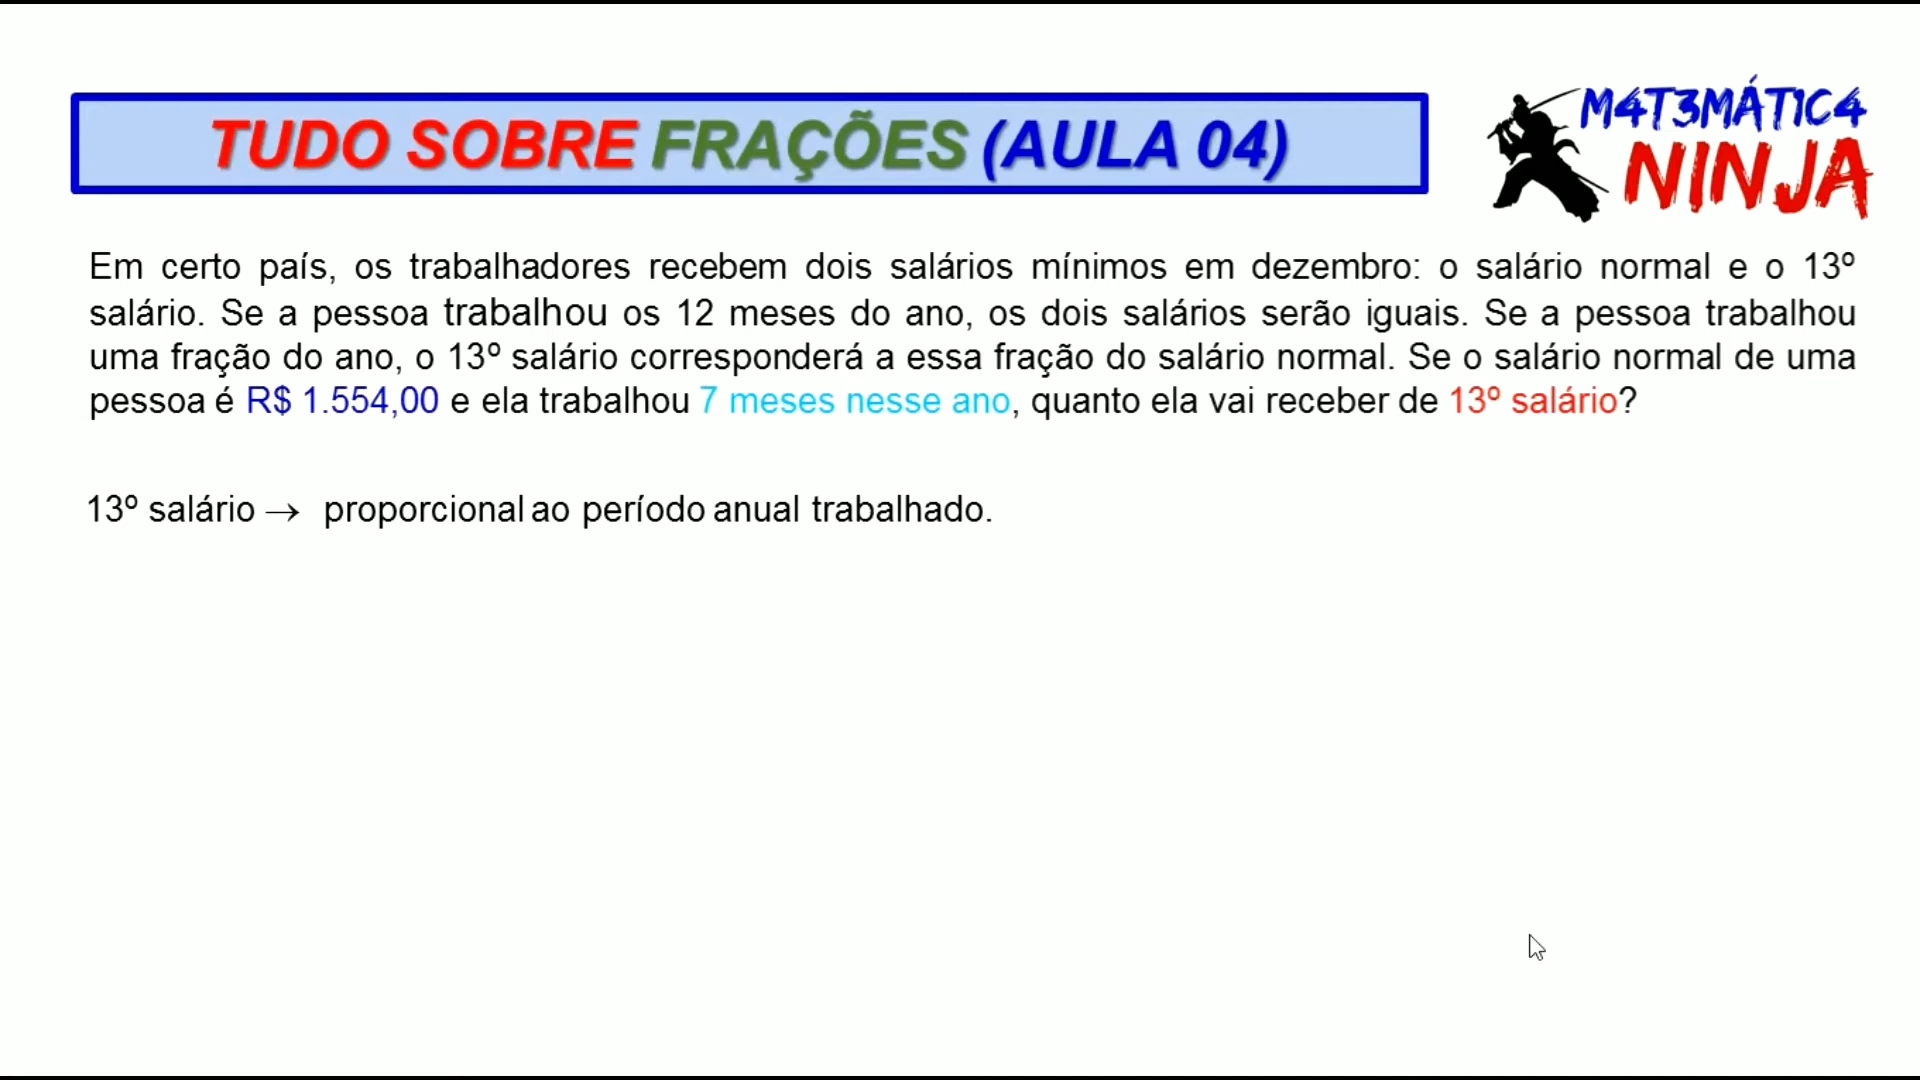 TUDO SOBRE FRAÇÕES (AULA 04)
M4T3MÁT1C4
NINJA
Em certo país, os trabalhadores recebem dois salários mínimos em dezembro: o salário normal e o 13º
salário. Se a pessoa trabalhou os 12 meses do ano, os dois salários serão iguais. Se a pessoa trabalhou
uma fração do ano, o 13º salário corresponderá a essa fração do salário normal. Se o salário normal de uma
pessoa é R$ 1.554,00 e ela trabalhou 7 meses nesse ano, quanto ela vai receber de 13º salário?
13º salário → proporcional ao período anual trabalhado.